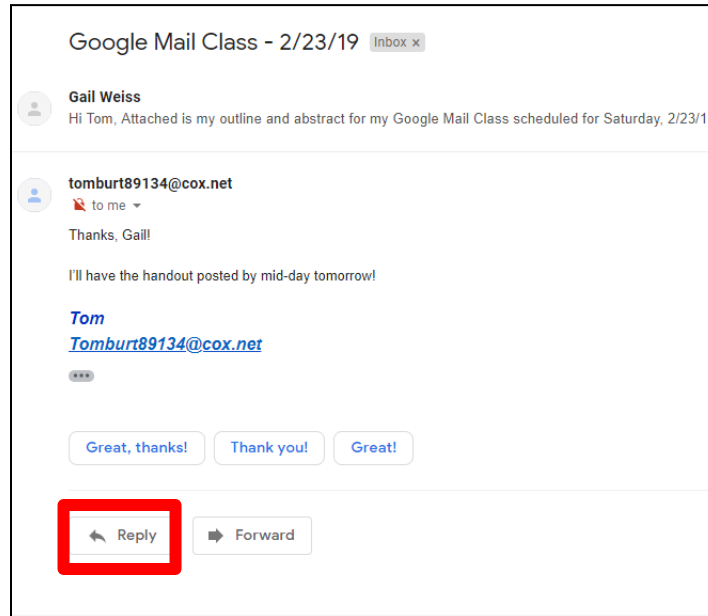 Google Mail Class - 2/23/19 Inbox x
Gail Weiss
Hi Tom, Attached is my outline and abstract for my Google Mail Class scheduled for Saturday, 2/23/1
tomburt89134@cox.net
to me
Thanks, Gail!
I'll have the handout posted by mid-day tomorrow!
Tom
Tomburt89134@cox.net
Great, thanks! Thank you! Great!
Reply Forward